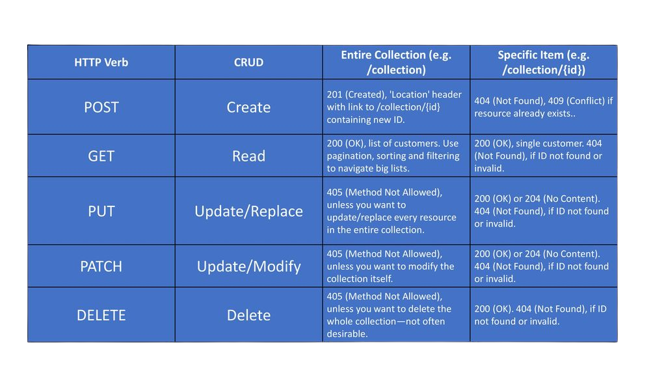 HTTP Verb
CRUD
Entire Collection (e.g.
/collection)
Specific Item (e.g.
/collection/{id})
POST
Create
201 (Created), 'Location' header
with link to /collection/{id}
containing new ID.
404 (Not Found), 409 (Conflict) if
resource already exists..
GET
Read
200 (OK), list of customers. Use
pagination, sorting and filtering
to navigate big lists.
200 (OK), single customer. 404
(Not Found), if ID not found or
invalid.
PUT
Update/Replace
405 (Method Not Allowed),
unless you want to
update/replace every resource
in the entire collection.
200 (OK) or 204 (No Content).
404 (Not Found), if ID not found
or invalid.
PATCH
Update/Modify
405 (Method Not Allowed),
unless you want to modify the
collection itself.
200 (OK) or 204 (No Content).
404 (Not Found), if ID not found
or invalid.
DELETE
Delete
405 (Method Not Allowed),
unless you want to delete the
whole collection—not often
desirable.
200 (OK). 404 (Not Found), if ID
not found or invalid.